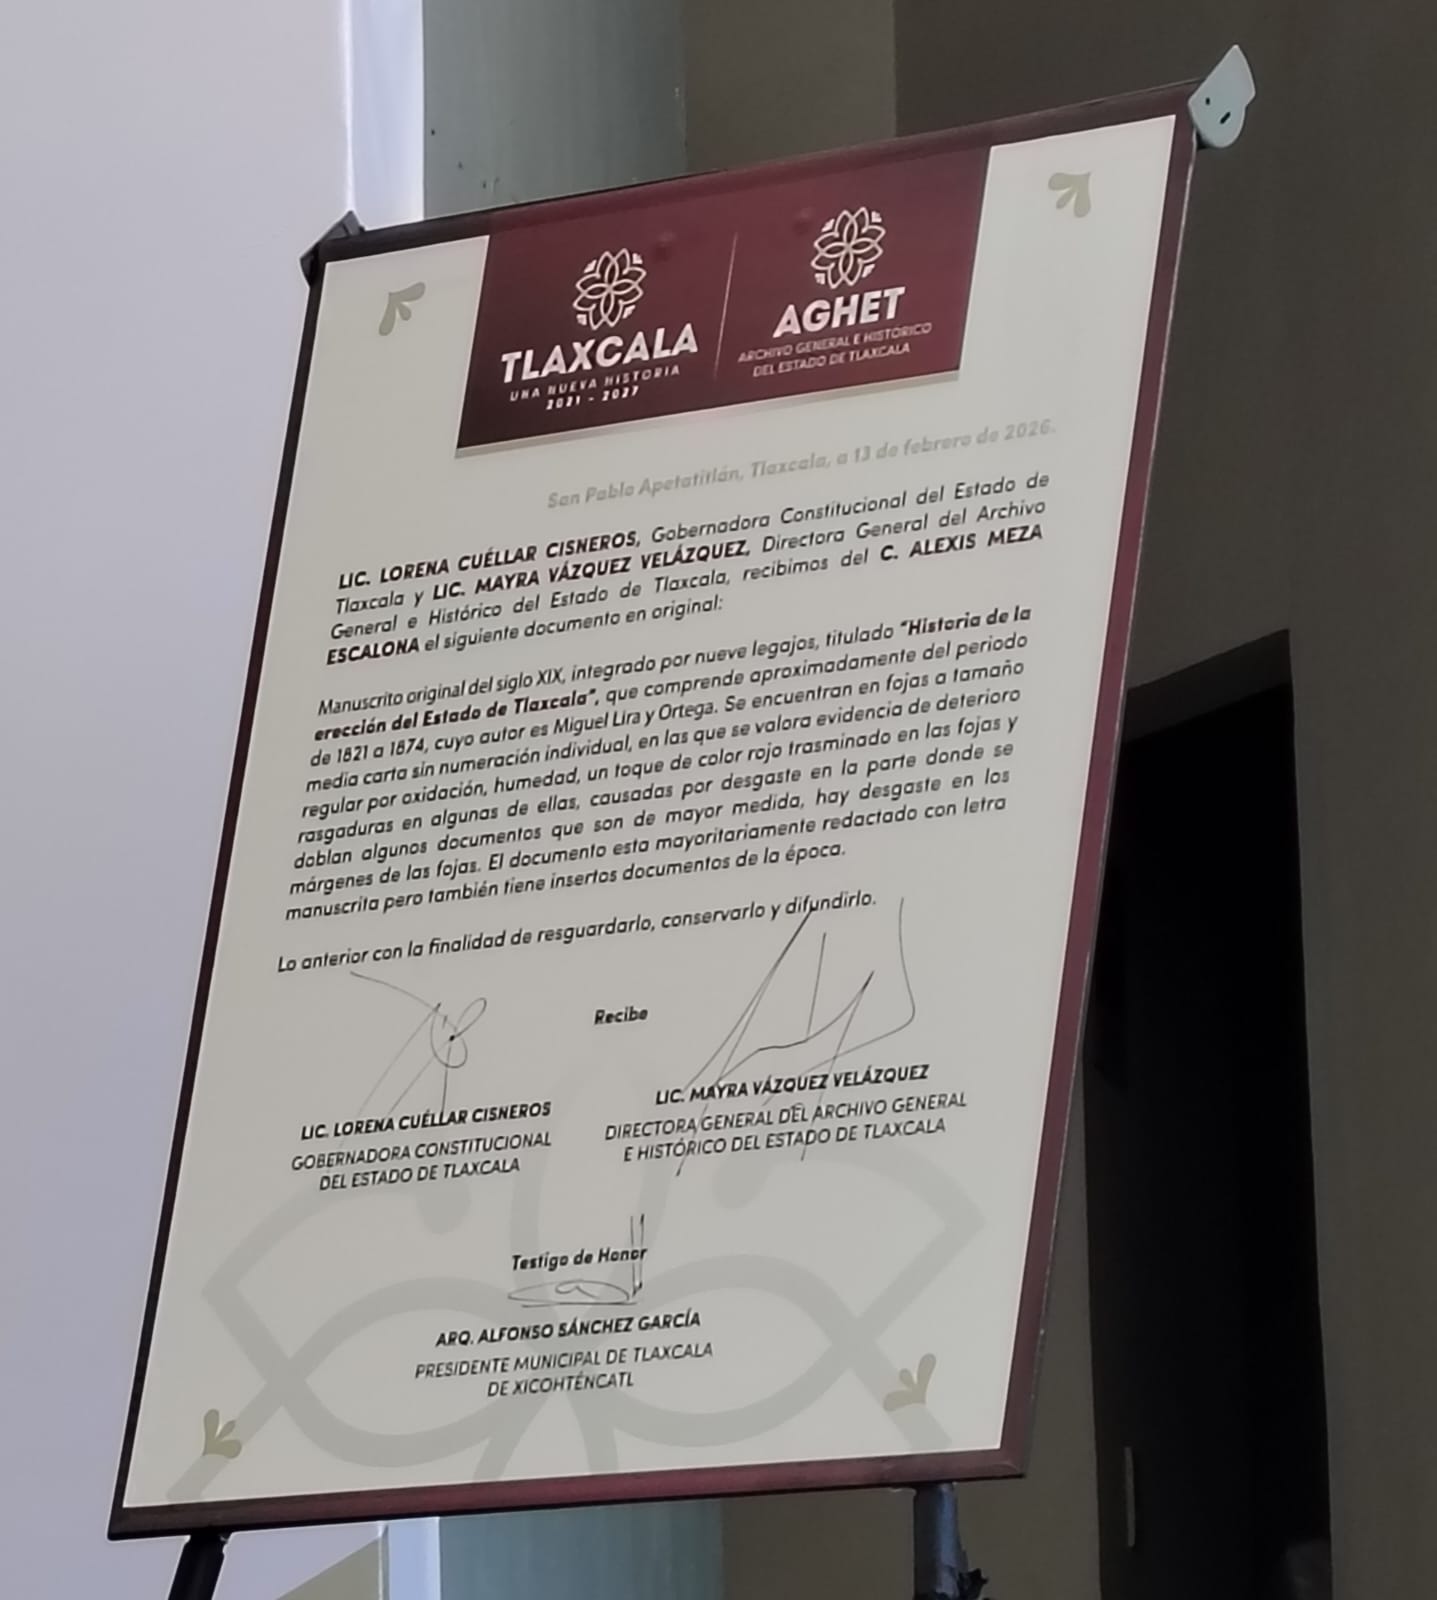 TLAXCALA
UNA NUEVA HISTORIA
2021 - 2027
AGHET
ARCHIVO GENERAL E HISTÓRICO
DEL ESTADO DE TLAXCALA
San Pablo Apetatitlán, Tlaxcala, a 13 de febrero de 2026.
LIC. LORENA CUÉLLAR CISNEROS, Gobernadora Constitucional del Estado de
Tlaxcala y LIC. MAYRA VÁZQUEZ VELÁZQUEZ, Directora General del Archivo
General e Histórico del Estado de Tlaxcala, recibimos del C. ALEXIS MEZA
ESCALONA el siguiente documento en original:
Manuscrito original del siglo XIX, integrado por nueve legajos, titulado "Historia de la
erección del Estado de Tlaxcala", que comprende aproximadamente del periodo
de 1821 a 1874, cuyo autor es Miguel Lira y Ortega. Se encuentran en fojas a tamaño
media carta sin numeración individual, en las que se valora evidencia de deterioro
regular por oxidación, humedad, un toque de color rojo trasminado en las fojas y
rasgaduras en algunas de ellas, causadas por desgaste en la parte donde se
doblan algunos documentos que son de mayor medida, hay desgaste en los
márgenes de las fojas. El documento esta mayoritariamente redactado con letra
manuscrita pero también tiene insertos documentos de la época.
Lo anterior con la finalidad de resguardarlo, conservarlo y difundirlo.
Recibe
LIC. LORENA CUÉLLAR CISNEROS
GOBERNADORA CONSTITUCIONAL
DEL ESTADO DE TLAXCALA
LIC. MAYRA VÁZQUEZ VELÁZQUEZ
DIRECTORA GENERAL DEL ARCHIVO GENERAL
E HISTÓRICO DEL ESTADO DE TLAXCALA
Testigo de Honor
ARQ. ALFONSO SÁNCHEZ GARCÍA
PRESIDENTE MUNICIPAL DE TLAXCALA
DE XICOHTÉNCATL